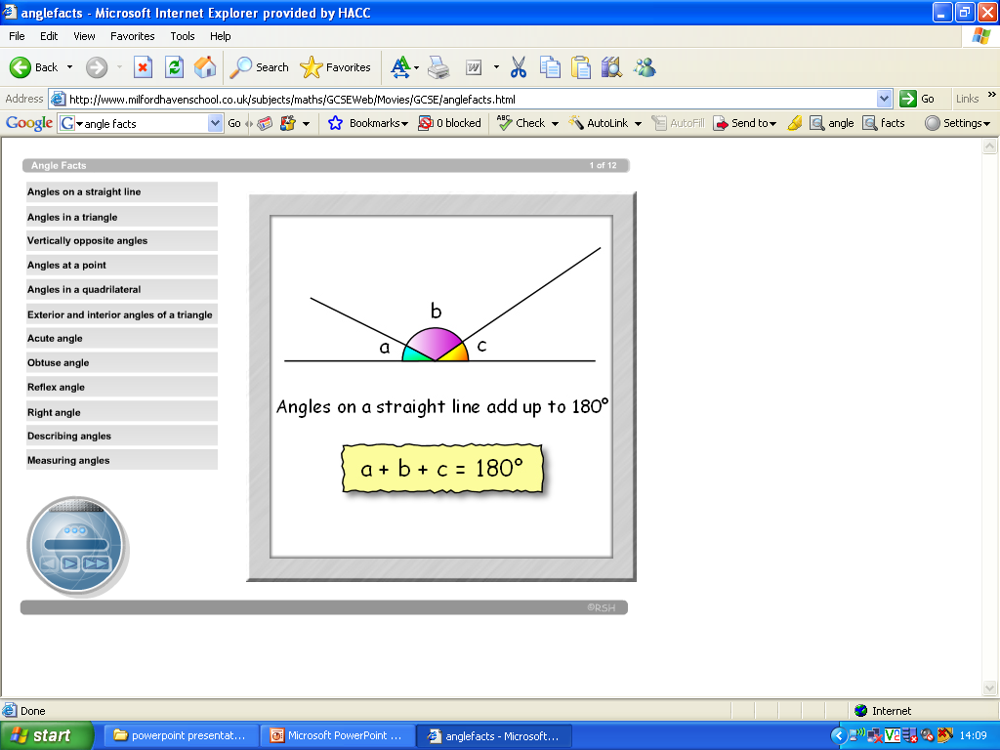 anglefacts - Microsoft Internet Explorer provided by HACC
File Edit View Favorites Tools Help
Back Search Favorites
Address http://www.milfordhavenschool.co.uk/subjects/maths/GCSEWeb/Movies/GCSE/anglefacts.html Go Links »
Google G angle facts Go Bookmarks 0 blocked ABC Check AutoLink AutoFill Send to angle facts Settings
Angle Facts 1 of 12
Angles on a straight line
Angles in a triangle
Vertically opposite angles
Angles at a point
Angles in a quadrilateral
Exterior and interior angles of a triangle
Acute angle
Obtuse angle
Reflex angle
Right angle
Describing angles
Measuring angles
b
a c
Angles on a straight line add up to 180°
a + b + c = 180°
©RSH
Done Internet
start powerpoint presentat... Microsoft PowerPoint ... anglefacts - Microsoft... 14:09